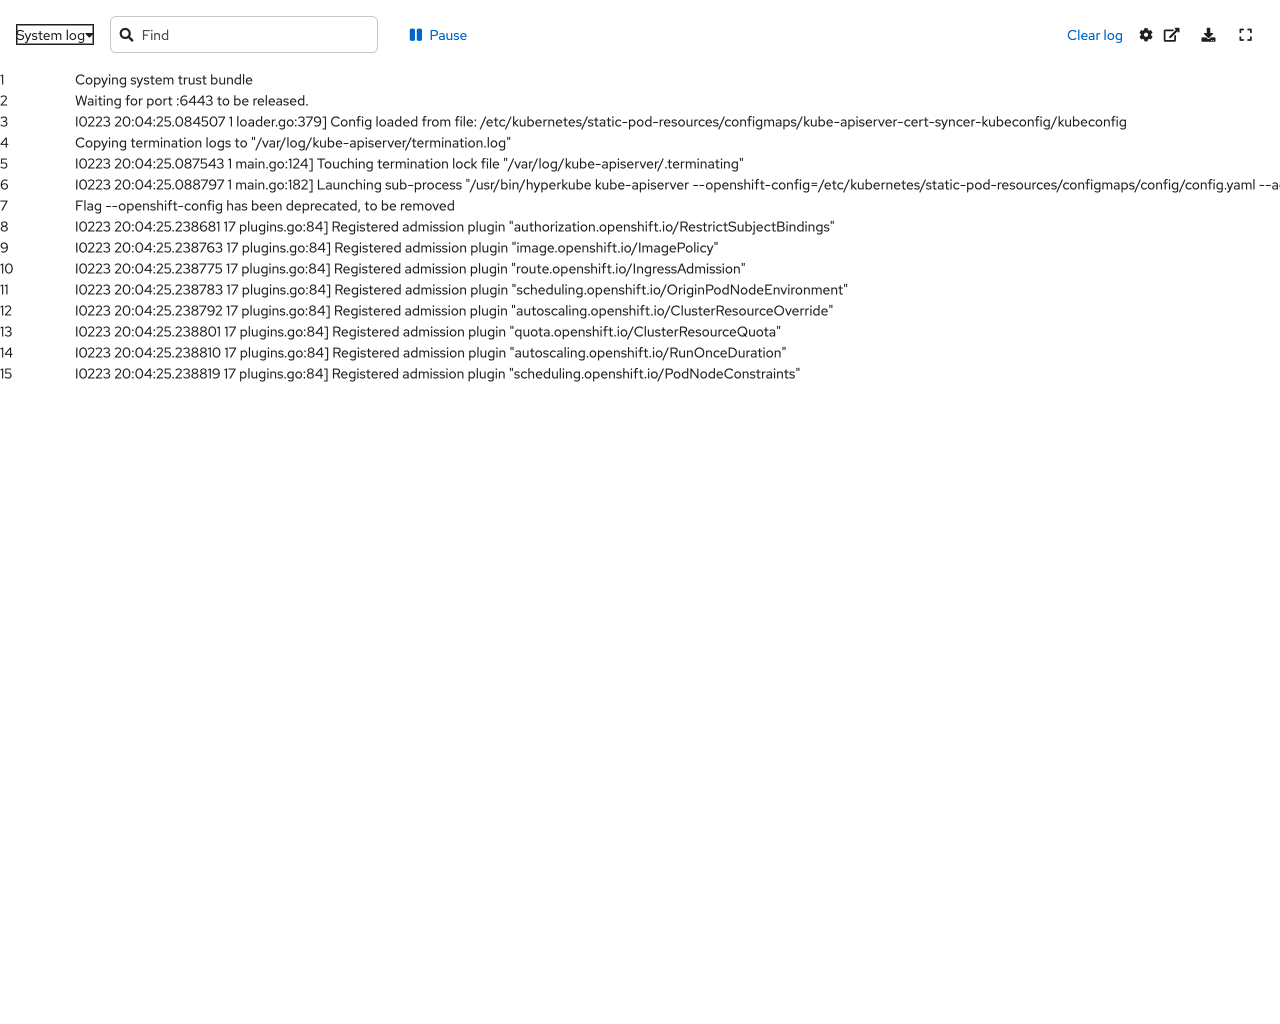 System log
Find
Pause
Clear log
1 Copying system trust bundle
2 Waiting for port :6443 to be released.
3 I0223 20:04:25.084507 1 loader.go:379] Config loaded from file: /etc/kubernetes/static-pod-resources/configmaps/kube-apiserver-cert-syncer-kubeconfig/kubeconfig
4 Copying termination logs to "/var/log/kube-apiserver/termination.log"
5 I0223 20:04:25.087543 1 main.go:124] Touching termination lock file "/var/log/kube-apiserver/.terminating"
6 I0223 20:04:25.088797 1 main.go:182] Launching sub-process "/usr/bin/hyperkube kube-apiserver --openshift-config=/etc/kubernetes/static-pod-resources/configmaps/config/config.yaml
7 Flag --openshift-config has been deprecated, to be removed
8 I0223 20:04:25.238681 17 plugins.go:84] Registered admission plugin "authorization.openshift.io/RestrictSubjectBindings"
9 I0223 20:04:25.238763 17 plugins.go:84] Registered admission plugin "image.openshift.io/ImagePolicy"
10 I0223 20:04:25.238775 17 plugins.go:84] Registered admission plugin "route.openshift.io/IngressAdmission"
11 I0223 20:04:25.238783 17 plugins.go:84] Registered admission plugin "scheduling.openshift.io/OriginPodNodeEnvironment"
12 I0223 20:04:25.238792 17 plugins.go:84] Registered admission plugin "autoscaling.openshift.io/ClusterResourceOverride"
13 I0223 20:04:25.238801 17 plugins.go:84] Registered admission plugin "quota.openshift.io/ClusterResourceQuota"
14 I0223 20:04:25.238810 17 plugins.go:84] Registered admission plugin "autoscaling.openshift.io/RunOnceDuration"
15 I0223 20:04:25.238819 17 plugins.go:84] Registered admission plugin "scheduling.openshift.io/PodNodeConstraints"